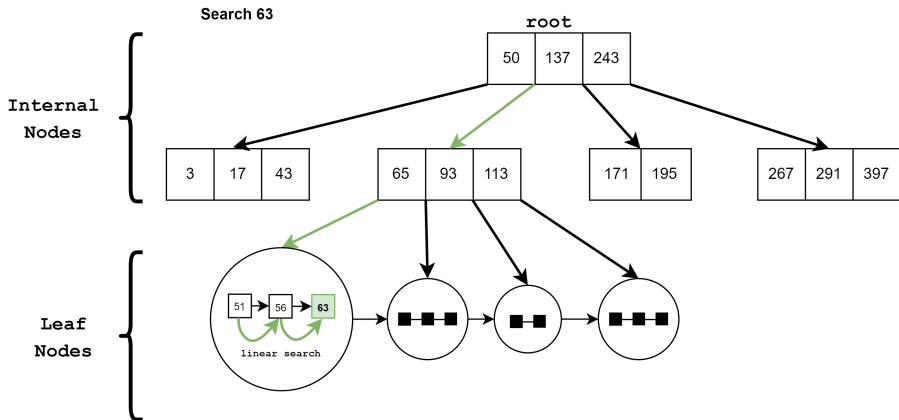 Search 63
root
50 137 243
Internal
Nodes
3 17 43
65 93 113
171 195
267 291 397
51 56 63
linear search
Leaf
Nodes